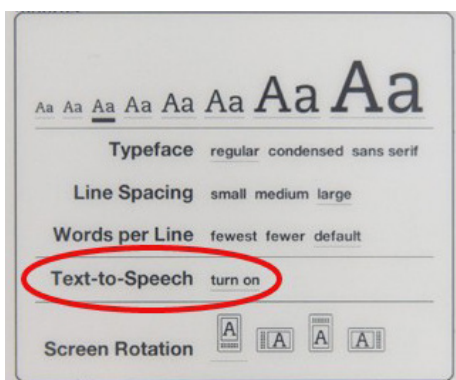 Aa Aa Aa Aa Aa Aa Aa Aa
Typeface regular condensed sans serif
Line Spacing small medium large
Words per Line fewest fewer default
Text-to-Speech turn on
Screen Rotation A A A A